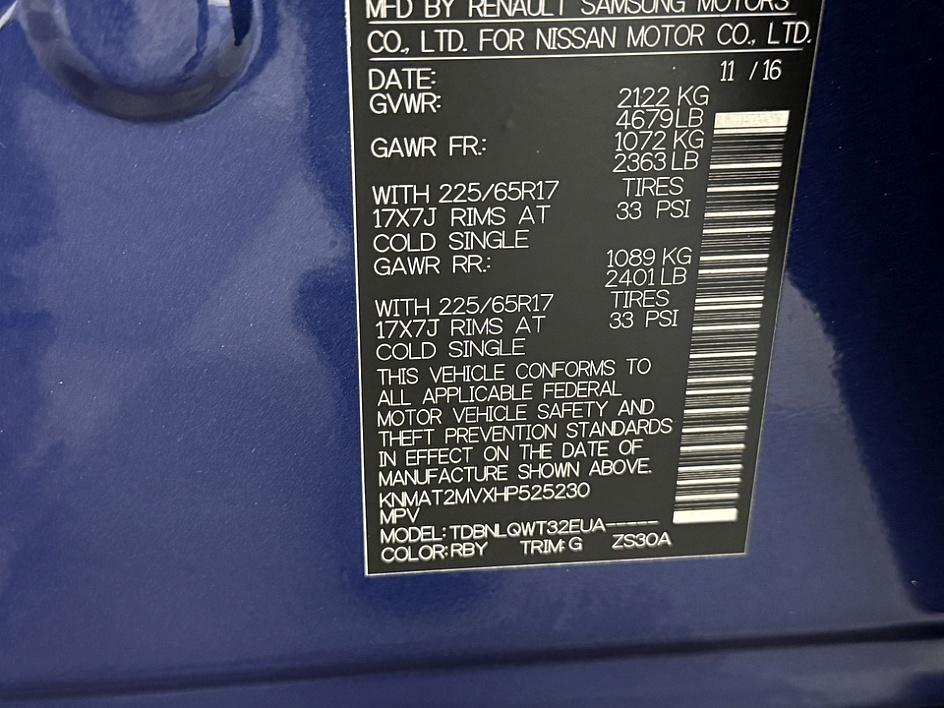 MFD BY RENAULT SAMSUNG MOTORS
CO., LTD. FOR NISSAN MOTOR CO., LTD.
DATE: 11 / 16
GVWR: 2122 KG
4679 LB
GAWR FR.: 1072 KG
2363 LB
WITH 225/65R17 TIRES
17X7J RIMS AT 33 PSI
COLD SINGLE
GAWR RR.: 1089 KG
2401 LB
WITH 225/65R17 TIRES
17X7J RIMS AT 33 PSI
COLD SINGLE
THIS VEHICLE CONFORMS TO
ALL APPLICABLE FEDERAL
MOTOR VEHICLE SAFETY AND
THEFT PREVENTION STANDARDS
IN EFFECT ON THE DATE OF
MANUFACTURE SHOWN ABOVE.
KNMAT2MVXHP525230
MPV
MODEL: TDBNLQWT32EUA-----
COLOR: RBY TRIM: G ZS30A